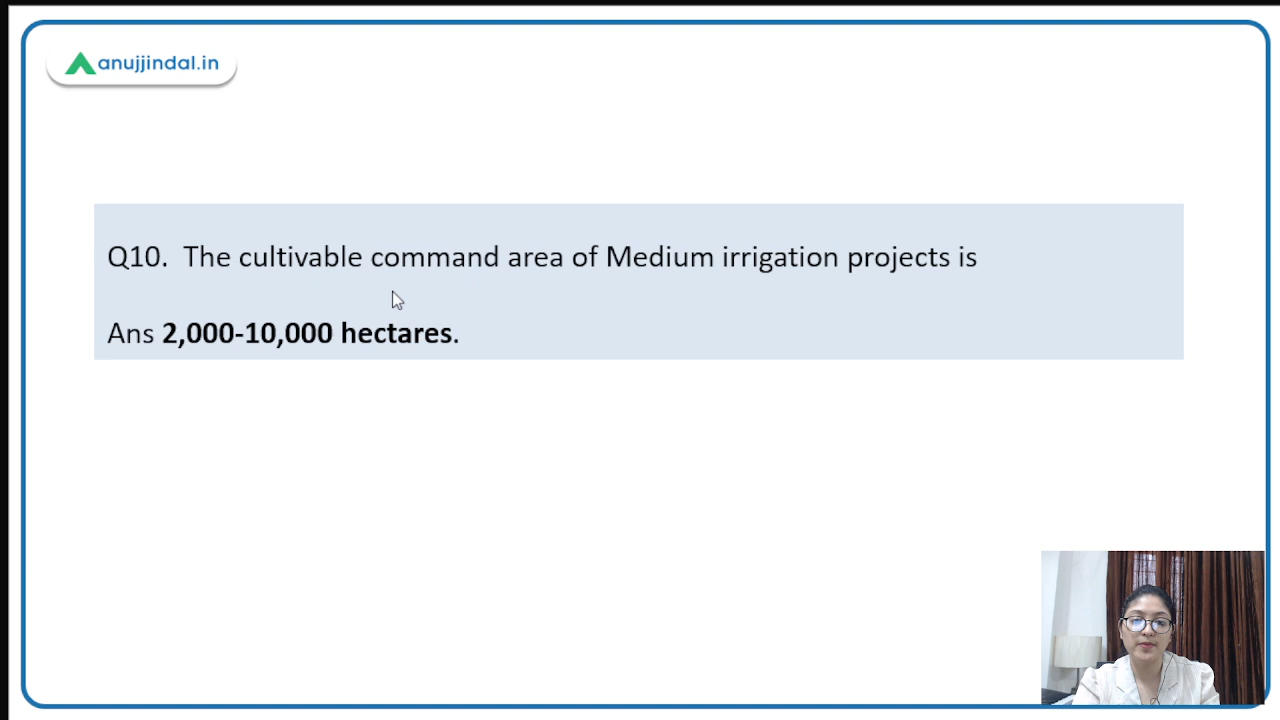 anujjindal.in
Q10. The cultivable command area of Medium irrigation projects is
Ans 2,000-10,000 hectares.